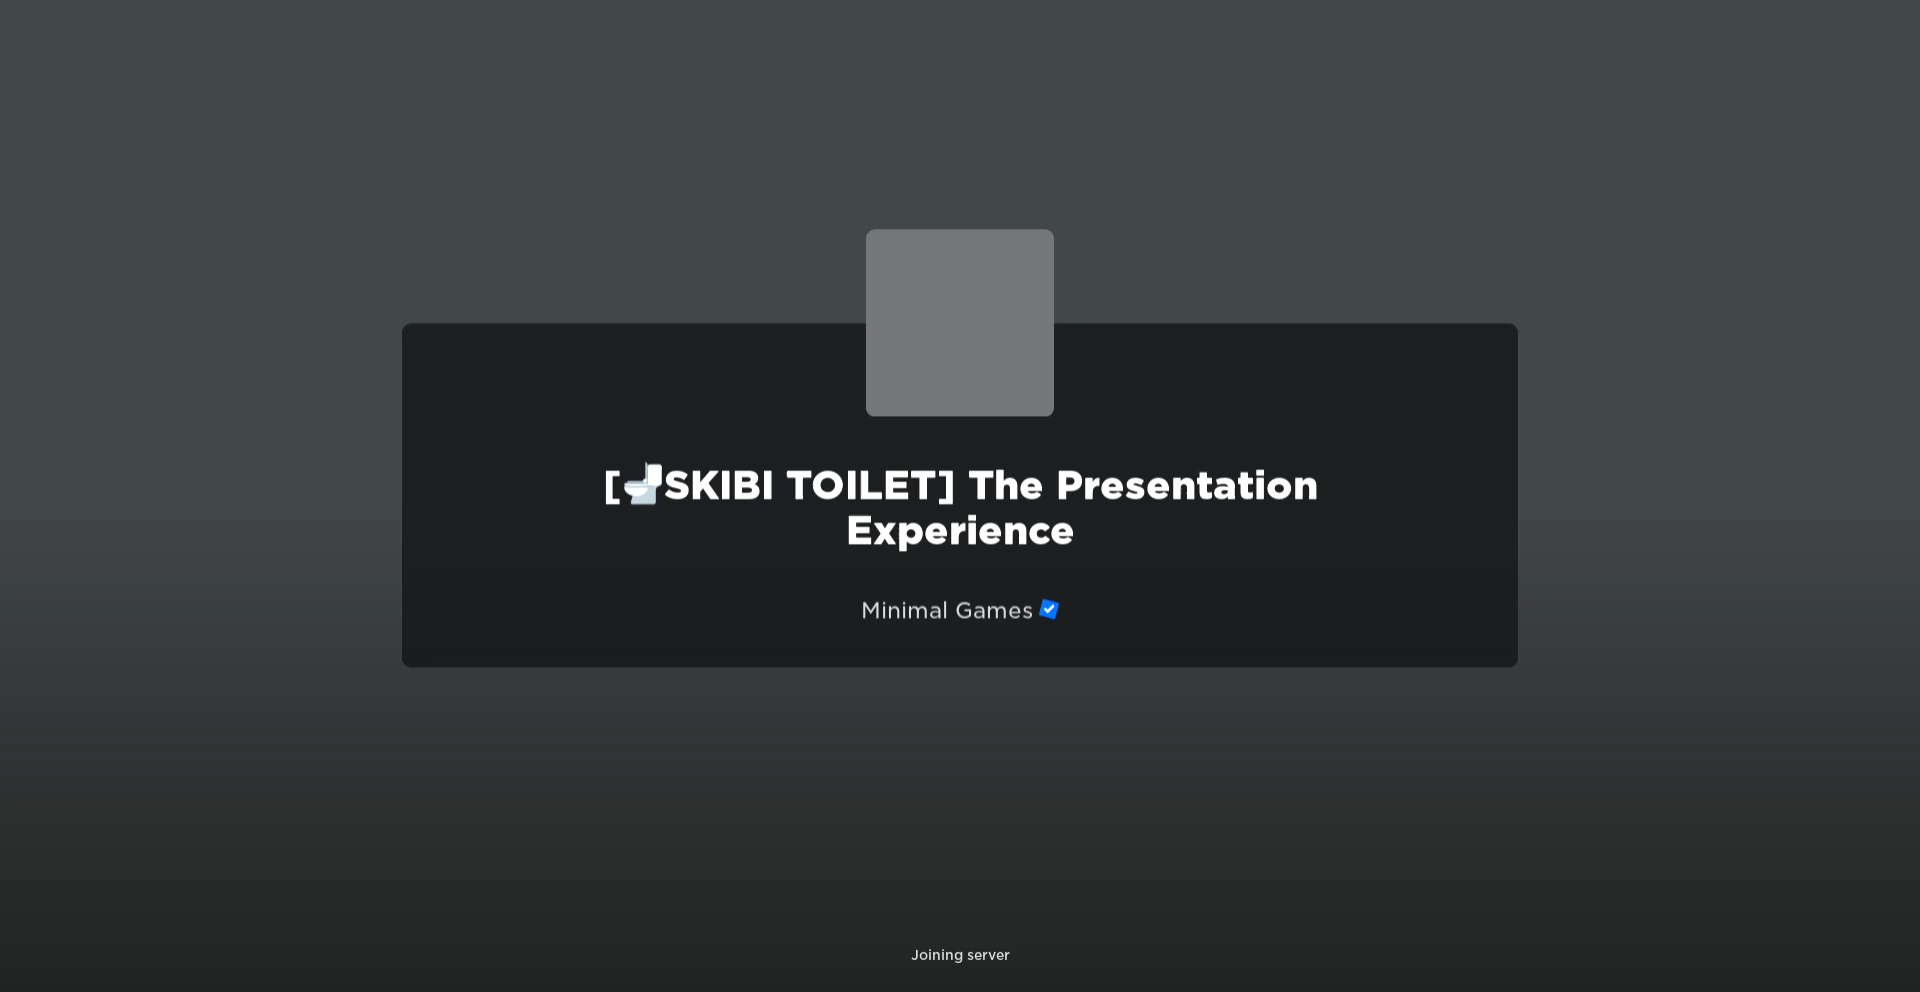 [🚽SKIBI TOILET] The Presentation
Experience
Minimal Games
Joining server